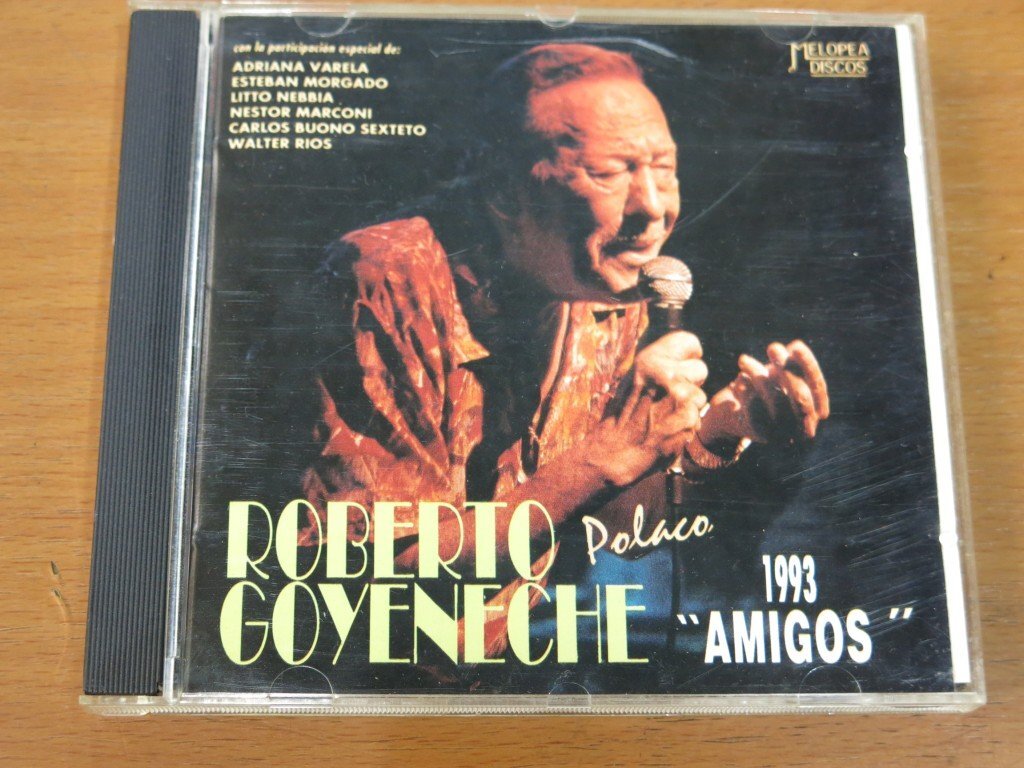 con la participación especial de:
ADRIANA VARELA
ESTEBAN MORGADO
LITTO NEBBIA
NESTOR MARCONI
CARLOS BUONO SEXTETO
WALTER RIOS
MELOPEA
DISCOS
ROBERTO Polaco
GOYENECHE
1993
"AMIGOS"